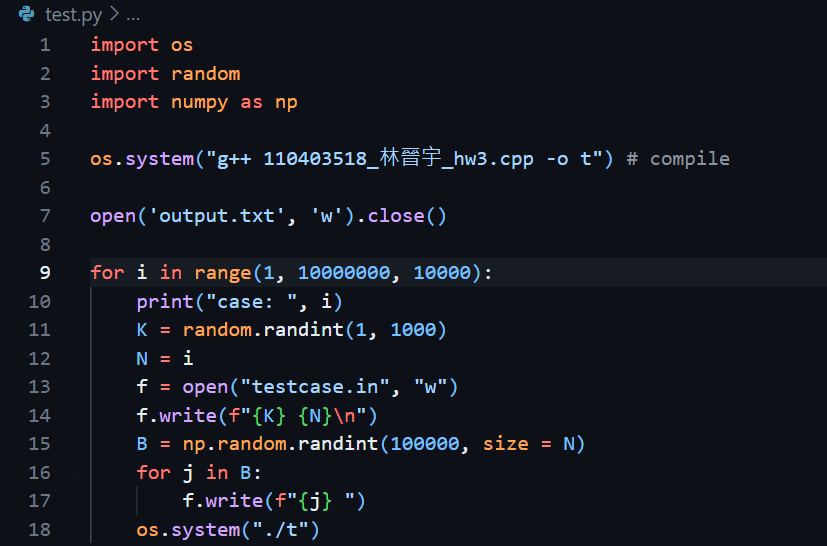 test.py > ...
1 import os
2 import random
3 import numpy as np
4
5 os.system("g++ 110403518_林晉宇_hw3.cpp -o t") # compile
6
7 open('output.txt', 'w').close()
8
9 for i in range(1, 10000000, 10000):
10     print("case: ", i)
11     K = random.randint(1, 1000)
12     N = i
13     f = open("testcase.in", "w")
14     f.write(f"{K} {N}\n")
15     B = np.random.randint(100000, size = N)
16     for j in B:
17         f.write(f"{j} ")
18     os.system("./t")